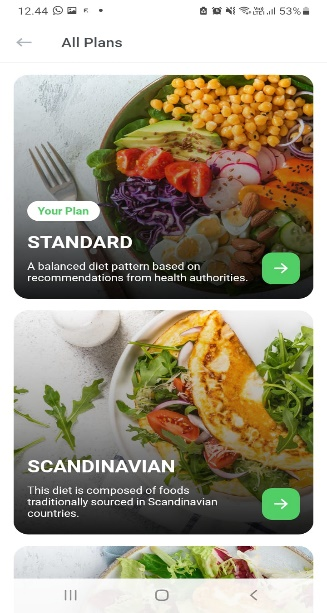 12.44 53%
All Plans
Your Plan
STANDARD
A balanced diet pattern based on
recommendations from health authorities.
SCANDINAVIAN
This diet is composed of foods
traditionally sourced in Scandinavian
countries.